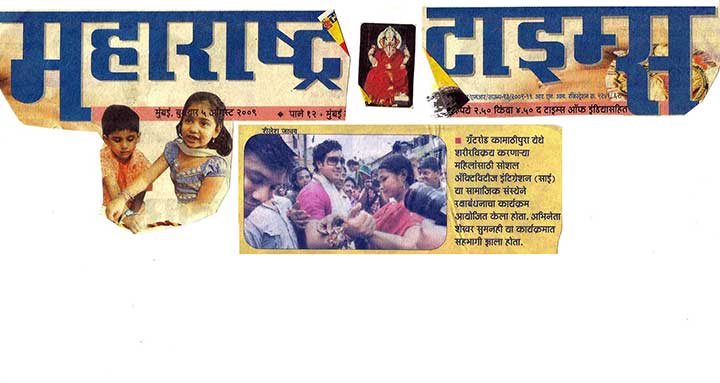 महाराष्ट्र टाइम्स
मुंबई, बुधवार ५ ऑगस्ट २००९ ◆ पाने १२ • मुंबई
२.५० किंवा ४.५० द टाइम्स ऑफ इंडियासहित
■ ग्रँटरोड कामाठीपुरा येथे
शरीरविक्रय करणाऱ्या
महिलांसाठी सोशल
ॲक्टिविटीज इंटिग्रेशन (साई)
या सामाजिक संस्थेने
रक्षाबंधनाचा कार्यक्रम
आयोजित केला होता. अभिनेता
शेखर सुमनही या कार्यक्रमात
सहभागी झाला होता.